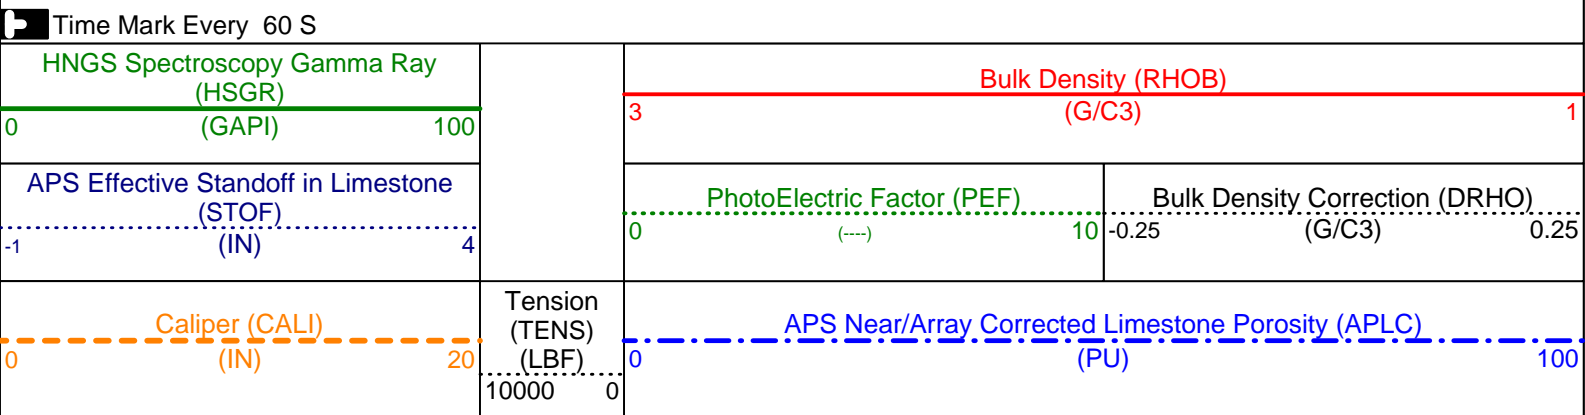 Time Mark Every 60 S
HNGS Spectroscopy Gamma Ray
(HSGR)
0 (GAPI) 100
Bulk Density (RHOB)
3 (G/C3) 1
APS Effective Standoff in Limestone
(STOF)
-1 (IN) 4
PhotoElectric Factor (PEF)
0 (----) 10
Bulk Density Correction (DRHO)
-0.25 (G/C3) 0.25
Caliper (CALI)
0 (IN) 20
Tension
(TENS)
(LBF)
10000 0
APS Near/Array Corrected Limestone Porosity (APLC)
0 (PU) 100